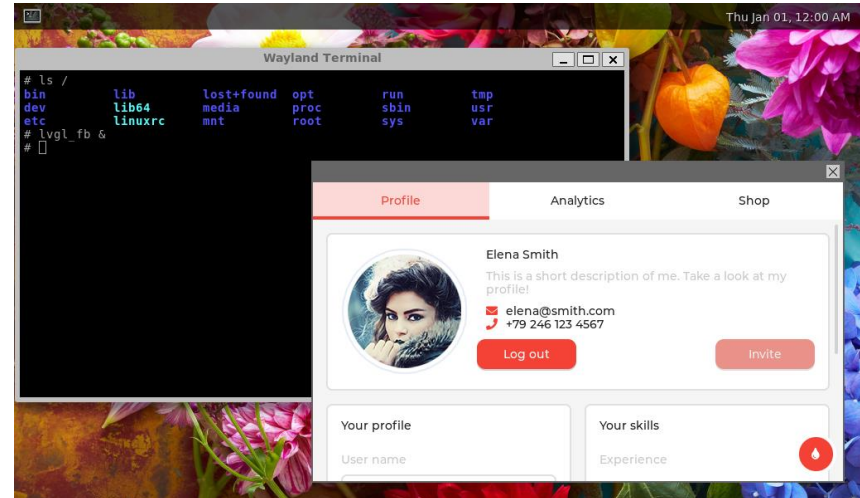 Thu Jan 01, 12:00 AM
Wayland Terminal
# ls /
bin lib lost+found opt run tmp
dev lib64 media proc sbin usr
etc linuxrc mnt root sys var
# lvgl_fb &
#
Profile Analytics Shop
Elena Smith
This is a short description of me. Take a look at my
profile!
elena@smith.com
+79 246 123 4567
Log out Invite
Your profile Your skills
User name Experience